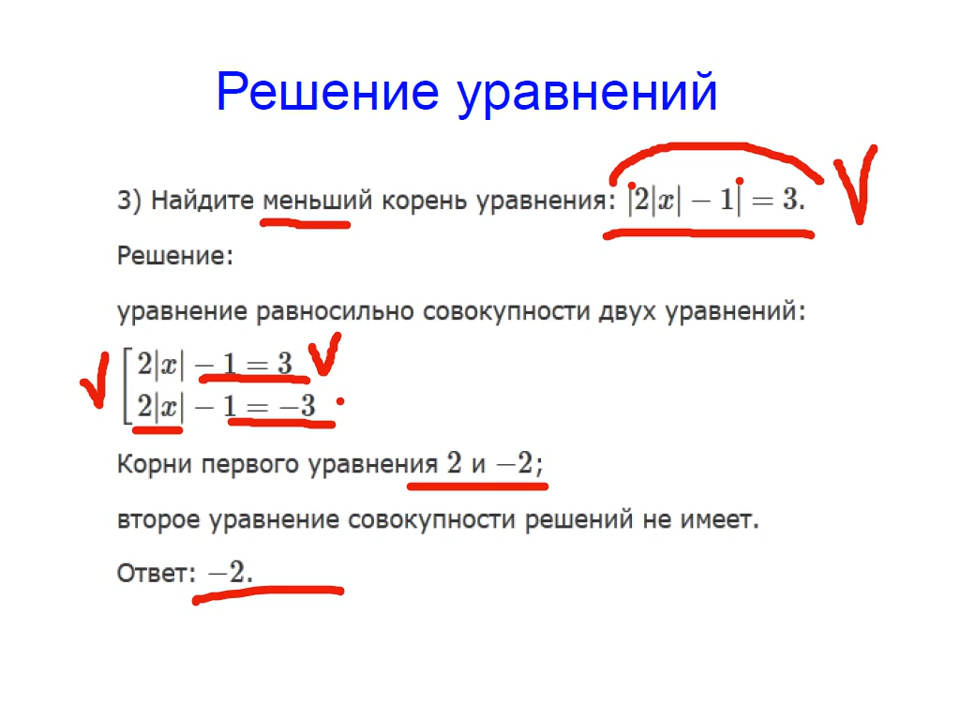 Решение уравнений
3) Найдите меньший корень уравнения: |2|x| − 1| = 3.
Решение:
уравнение равносильно совокупности двух уравнений:
2|x| − 1 = 3
2|x| − 1 = −3
Корни первого уравнения 2 и −2;
второе уравнение совокупности решений не имеет.
Ответ: −2.